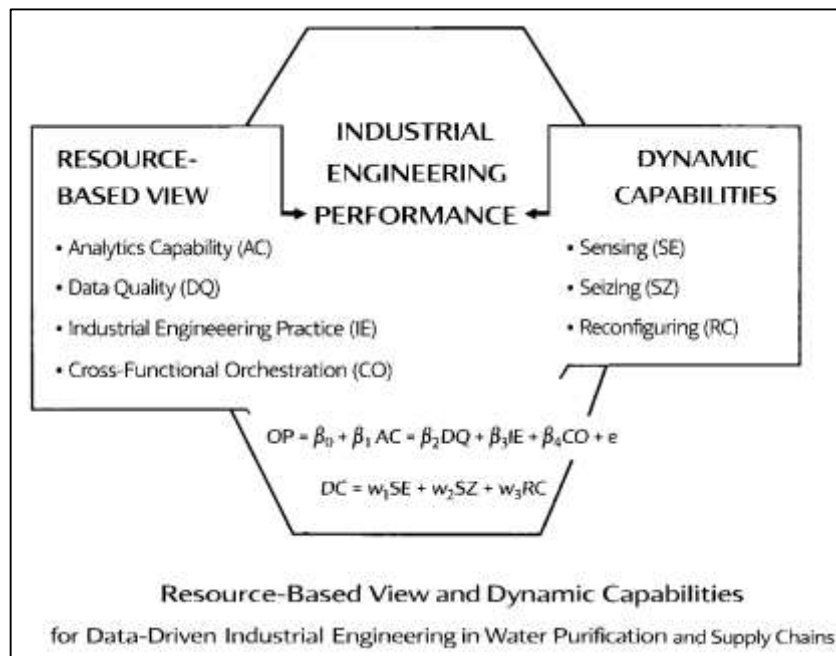 RESOURCE-
BASED VIEW
• Analytics Capability (AC)
• Data Quality (DQ)
• Industrial Engineeering Practice (IE)
• Cross-Functional Orchestration (CO)
INDUSTRIAL
ENGINEERING
PERFORMANCE
DYNAMIC
CAPABILITIES
• Sensing (SE)
• Seizing (SZ)
• Reconfiguring (RC)
OP = β₀ + β₁ AC = β₂DQ + β₃IE + β₄CO + e
DC = w₁SE + w₂SZ + w₃RC
Resource-Based View and Dynamic Capabilities
for Data-Driven Industrial Engineering in Water Purification and Supply Chains